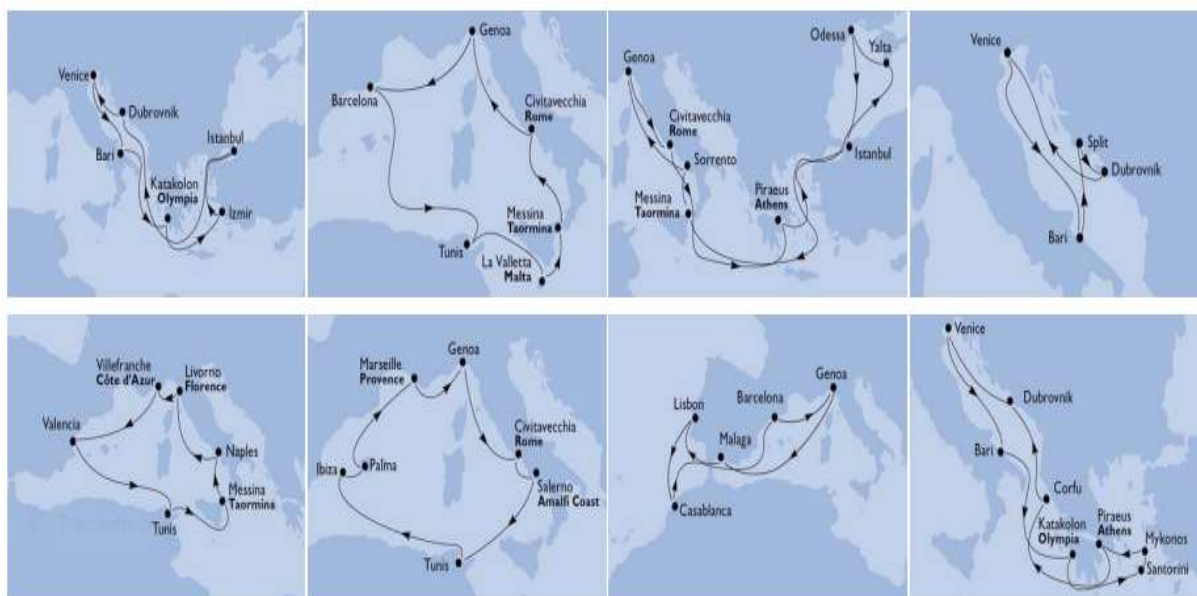 Venice
Dubrovnik
Bari
Istanbul
Katakolon
Olympia
Izmir
Genoa
Barcelona
Civitavecchia
Rome
Messina
Taormina
Tunis
La Valletta
Malta
Odessa
Yalta
Genoa
Civitavecchia
Rome
Sorrento
Istanbul
Messina
Taormina
Piraeus
Athens
Venice
Split
Dubrovnik
Bari
Villefranche
Côte d'Azur
Livorno
Florence
Valencia
Naples
Messina
Taormina
Tunis
Genoa
Marseille
Provence
Civitavecchia
Rome
Ibiza
Palma
Salerno
Amalfi Coast
Tunis
Genoa
Lisbon
Barcelona
Malaga
Casablanca
Venice
Dubrovnik
Bari
Corfu
Katakolon
Olympia
Piraeus
Athens
Mykonos
Santorini